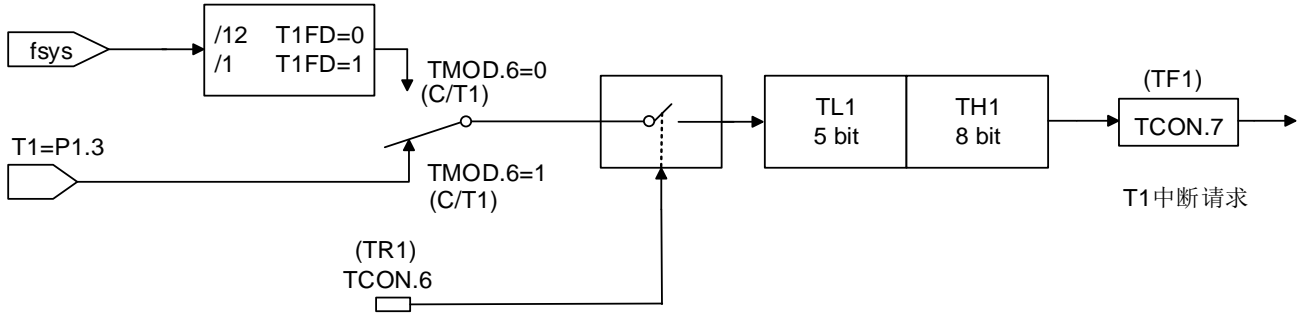 fsys
/12 T1FD=0
/1 T1FD=1
TMOD.6=0
(C/T1)
T1=P1.3
TMOD.6=1
(C/T1)
(TR1)
TCON.6
TL1
5 bit
TH1
8 bit
(TF1)
TCON.7
T1中断请求